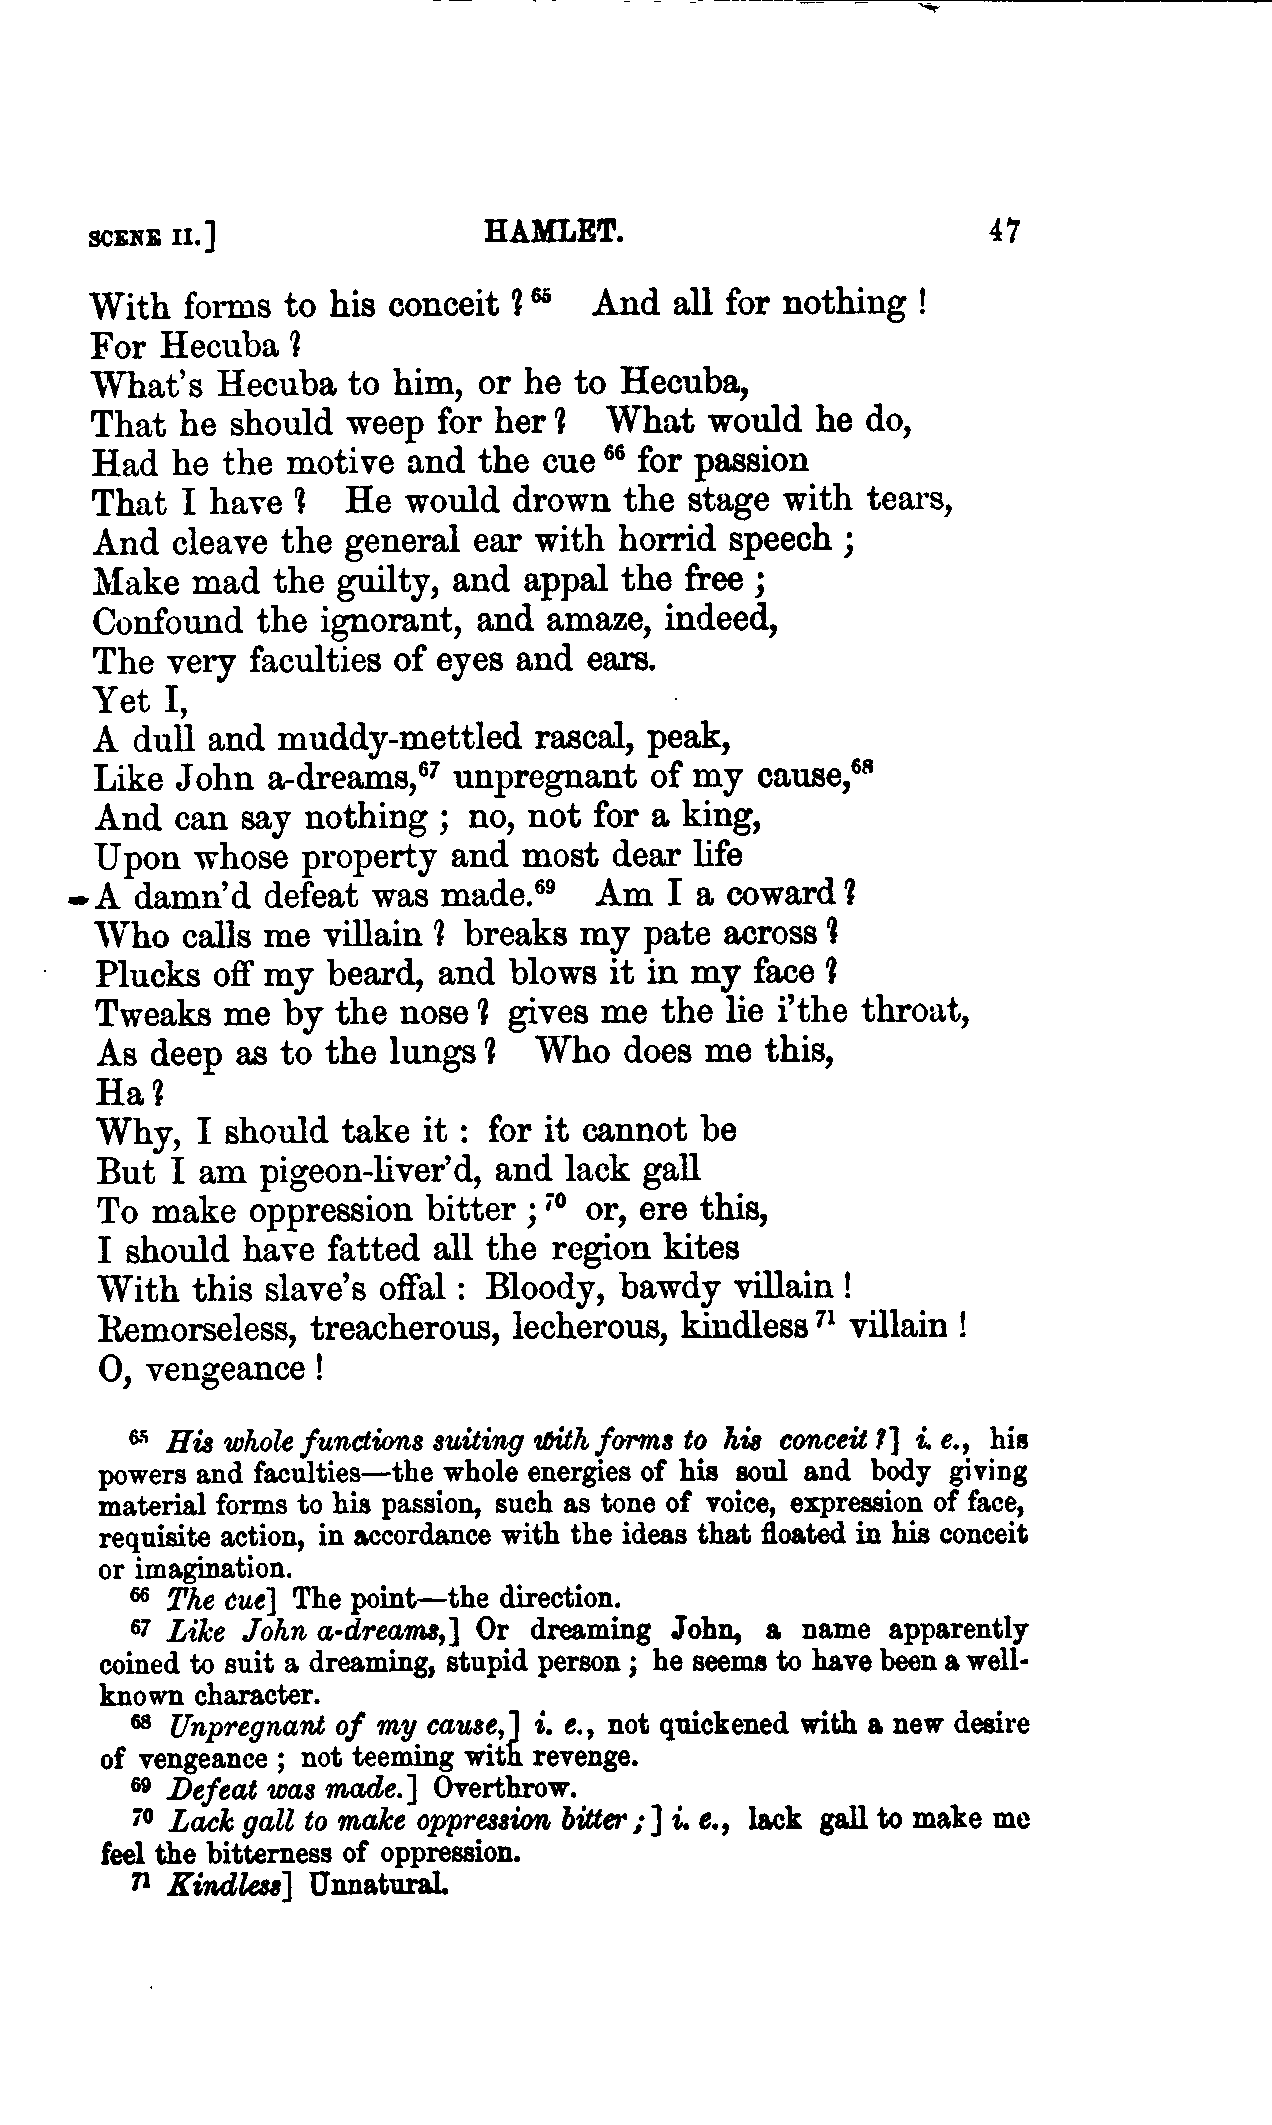 SCENE II.] HAMLET. 47
With forms to his conceit ?⁶⁵ And all for nothing !
For Hecuba ?
What's Hecuba to him, or he to Hecuba,
That he should weep for her ? What would he do,
Had he the motive and the cue ⁶⁶ for passion
That I have ? He would drown the stage with tears,
And cleave the general ear with horrid speech ;
Make mad the guilty, and appal the free ;
Confound the ignorant, and amaze, indeed,
The very faculties of eyes and ears.
Yet I,
A dull and muddy-mettled rascal, peak,
Like John a-dreams,⁶⁷ unpregnant of my cause,⁶⁸
And can say nothing ; no, not for a king,
Upon whose property and most dear life
A damn'd defeat was made.⁶⁹ Am I a coward ?
Who calls me villain ? breaks my pate across ?
Plucks off my beard, and blows it in my face ?
Tweaks me by the nose ? gives me the lie i'the throat,
As deep as to the lungs ? Who does me this,
Ha ?
Why, I should take it : for it cannot be
But I am pigeon-liver'd, and lack gall
To make oppression bitter ;⁷⁰ or, ere this,
I should have fatted all the region kites
With this slave's offal : Bloody, bawdy villain !
Remorseless, treacherous, lecherous, kindless ⁷¹ villain !
O, vengeance !
⁶⁵ His whole functions suiting with forms to his conceit ?] i. e., his
powers and faculties—the whole energies of his soul and body giving
material forms to his passion, such as tone of voice, expression of face,
requisite action, in accordance with the ideas that floated in his conceit
or imagination.
⁶⁶ The cue] The point—the direction.
⁶⁷ Like John a-dreams,] Or dreaming John, a name apparently
coined to suit a dreaming, stupid person ; he seems to have been a well-
known character.
⁶⁸ Unpregnant of my cause,] i. e., not quickened with a new desire
of vengeance ; not teeming with revenge.
⁶⁹ Defeat was made.] Overthrow.
⁷⁰ Lack gall to make oppression bitter ;] i. e., lack gall to make me
feel the bitterness of oppression.
⁷¹ Kindless] Unnatural.